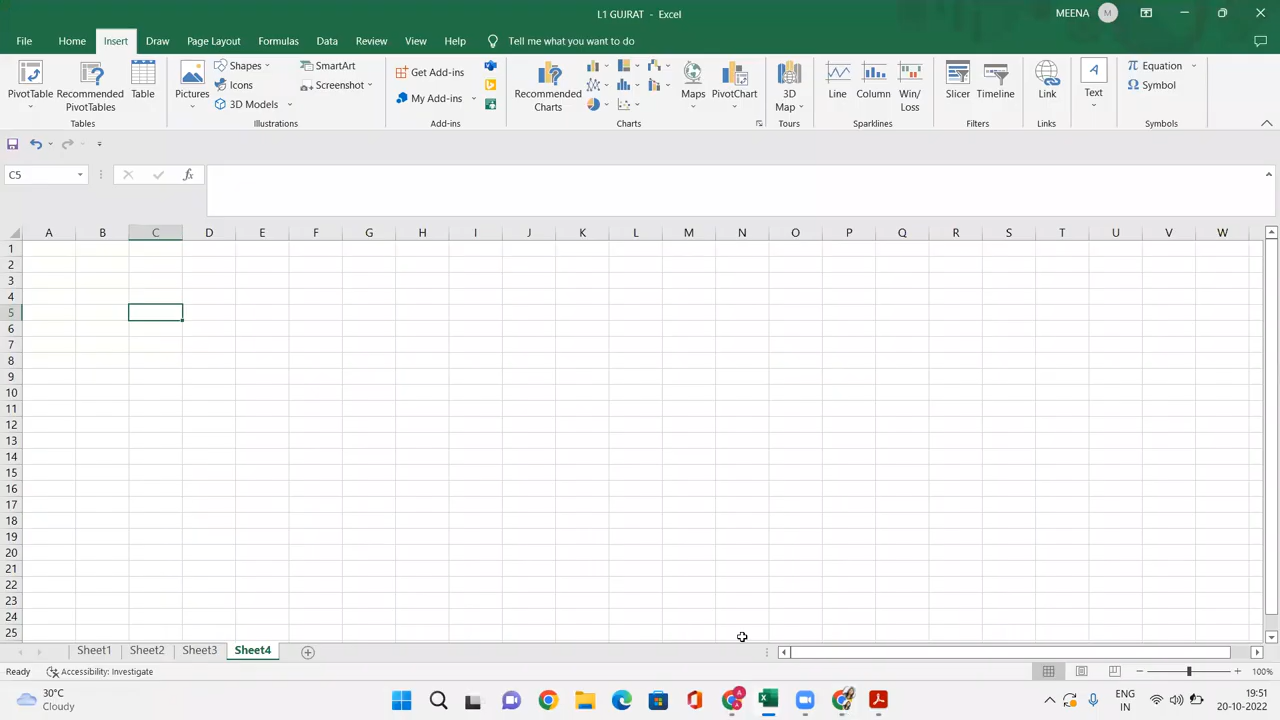 L1 GUJRAT - Excel
MEENA M
File Home Insert Draw Page Layout Formulas Data Review View Help Tell me what you want to do
PivotTable
Recommended PivotTables
Table
Tables
Pictures
Shapes
Icons
3D Models
SmartArt
Screenshot
Illustrations
Get Add-ins
My Add-ins
Add-ins
Recommended Charts
Maps
PivotChart
Charts
3D Map
Tours
Line
Column
Win/ Loss
Sparklines
Slicer
Timeline
Filters
Link
Links
A
Text
π Equation
Ω Symbol
Symbols
C5 fx
A B C D E F G H I J K L M N O P Q R S T U V W
1
2
3
4
5
6
7
8
9
10
11
12
13
14
15
16
17
18
19
20
21
22
23
24
25
Sheet1 Sheet2 Sheet3 Sheet4
Ready Accessibility: Investigate 100%
30°C
Cloudy
ENG
IN
19:51
20-10-2022